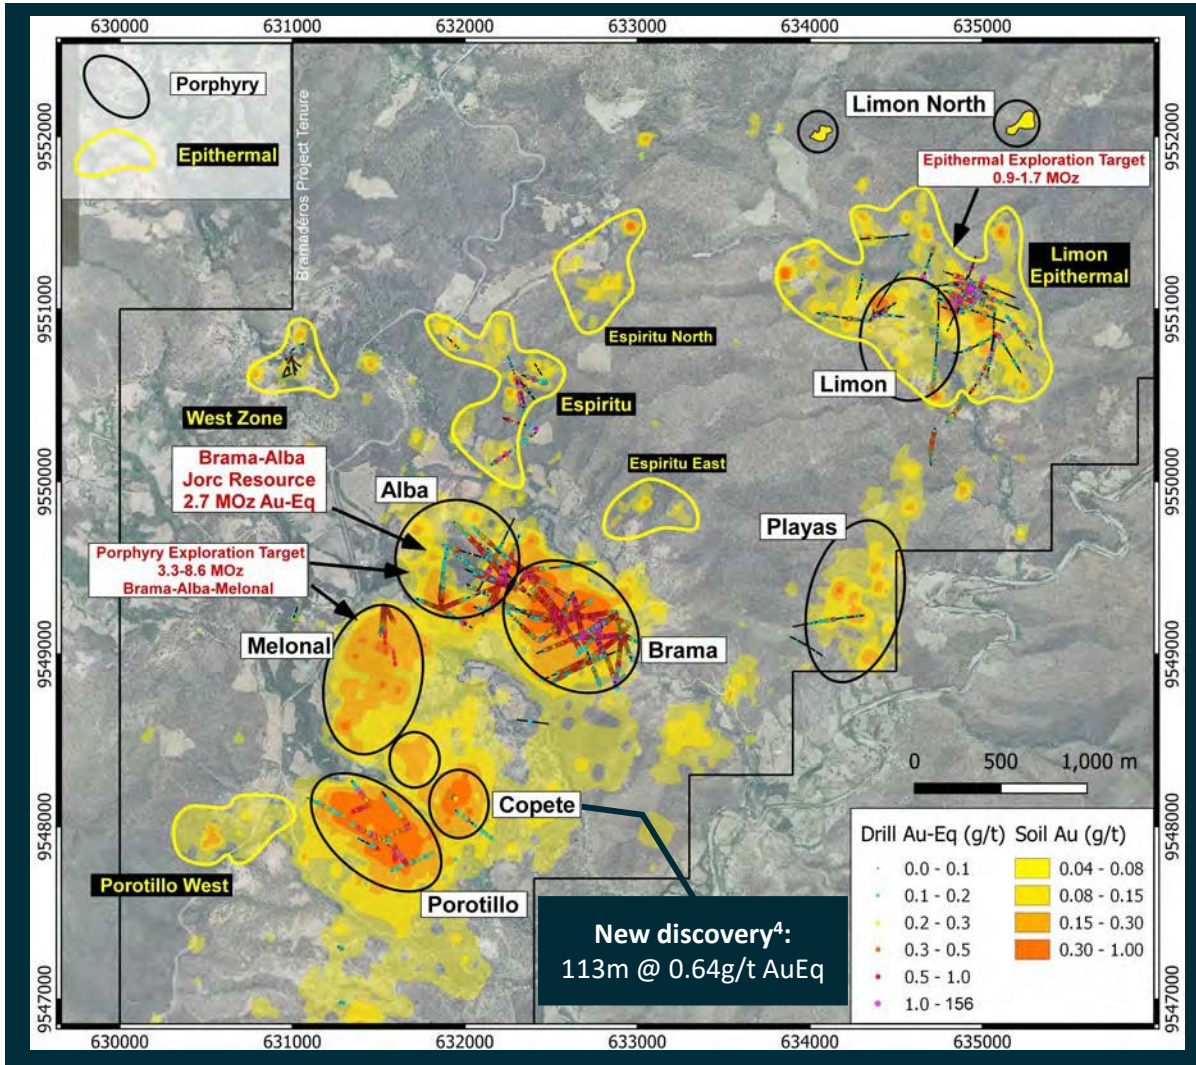 630000 631000 632000 633000 634000 635000
Porphyry
Epithermal
Bramaderos Project Tenure
Limon North
9552000
9552000
Epithermal Exploration Target
0.9-1.7 MOz
Limon
Epithermal
9551000
9551000
Espiritu North
Limon
West Zone
Espiritu
Brama-Alba
Jorc Resource
2.7 MOz Au-Eq
Espiritu East
9550000
9550000
Alba
Playas
Porphyry Exploration Target
3.3-8.6 MOz
Brama-Alba-Melonal
Melonal
Brama
9549000
9549000
0 500 1,000 m
Copete
9548000
9548000
Porotillo West
Porotillo
New discovery4:
113m @ 0.64g/t AuEq
Drill Au-Eq (g/t)
0.0 - 0.1
0.1 - 0.2
0.2 - 0.3
0.3 - 0.5
0.5 - 1.0
1.0 - 156
Soil Au (g/t)
0.04 - 0.08
0.08 - 0.15
0.15 - 0.30
0.30 - 1.00
9547000
9547000
630000 631000 632000 633000 634000 635000